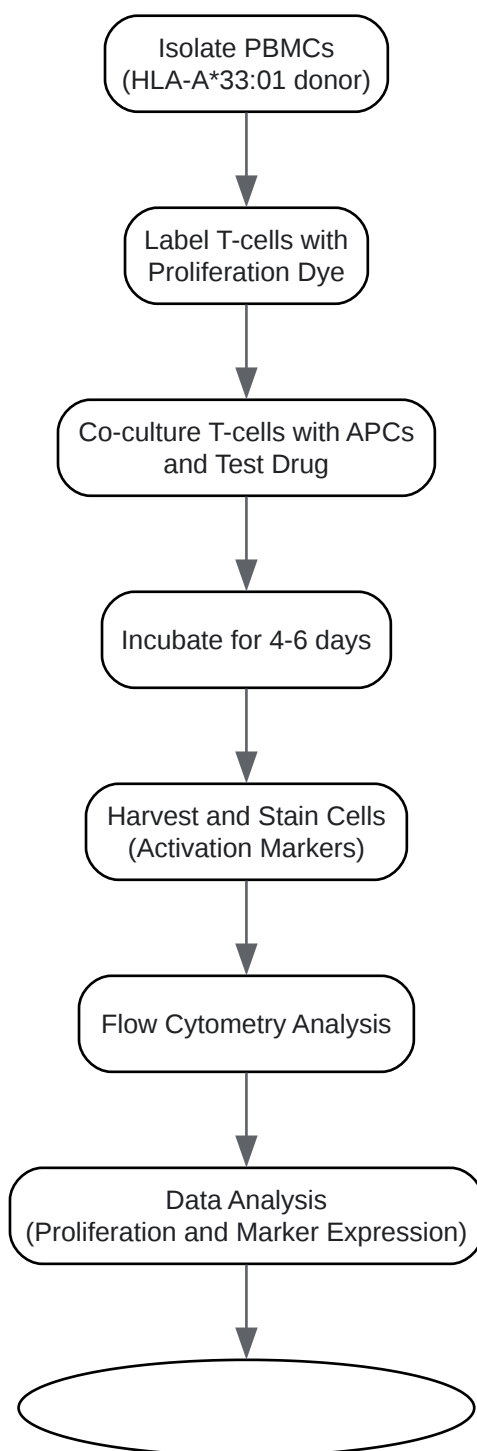 Isolate PBMCs
(HLA-A*33:01 donor)
Label T-cells with
Proliferation Dye
Co-culture T-cells with APCs
and Test Drug
Incubate for 4-6 days
Harvest and Stain Cells
(Activation Markers)
Flow Cytometry Analysis
Data Analysis
(Proliferation and Marker Expression)